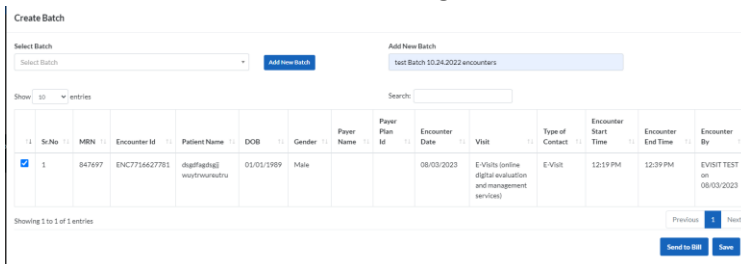 Create Batch
Select Batch
Add New Batch
Select Batch
Add New Batch
test Batch 10.24.2022 encounters
Show 10 entries
Search:
Sr.No MRN Encounter Id Patient Name DOB Gender Payer Name Payer Plan Id Encounter Date Visit Type of Contact Encounter Start Time Encounter End Time Encounter By
1 847697 ENC7716627781 dsgdfagdsgjj wuytrwureutru 01/01/1989 Male 08/03/2023 E-Visits (online digital evaluation and management services) E-Visit 12:19 PM 12:39 PM EVISIT TEST on 08/03/2023
Showing 1 to 1 of 1 entries
Previous 1 Next
Send to Bill Save